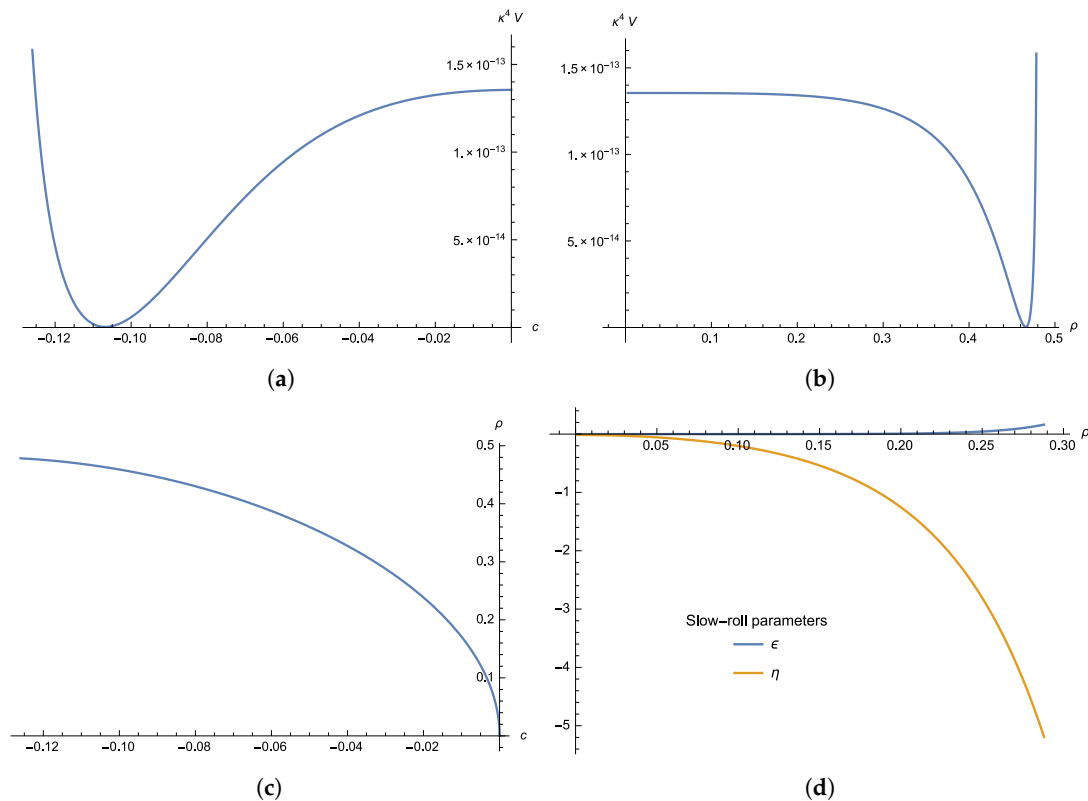 κ⁴ V
1.5 × 10⁻¹³
1. × 10⁻¹³
5. × 10⁻¹⁴
-0.12 -0.10 -0.08 -0.06 -0.04 -0.02 c
(a)
κ⁴ V
1.5 × 10⁻¹³
1. × 10⁻¹³
5. × 10⁻¹⁴
0.1 0.2 0.3 0.4 0.5 ρ
(b)
ρ
0.5
0.4
0.3
0.2
0.1
-0.12 -0.10 -0.08 -0.06 -0.04 -0.02 c
(c)
0.05 0.10 0.15 0.20 0.25 0.30 ρ
-1
-2
-3
-4
-5
Slow-roll parameters
ϵ
η
(d)